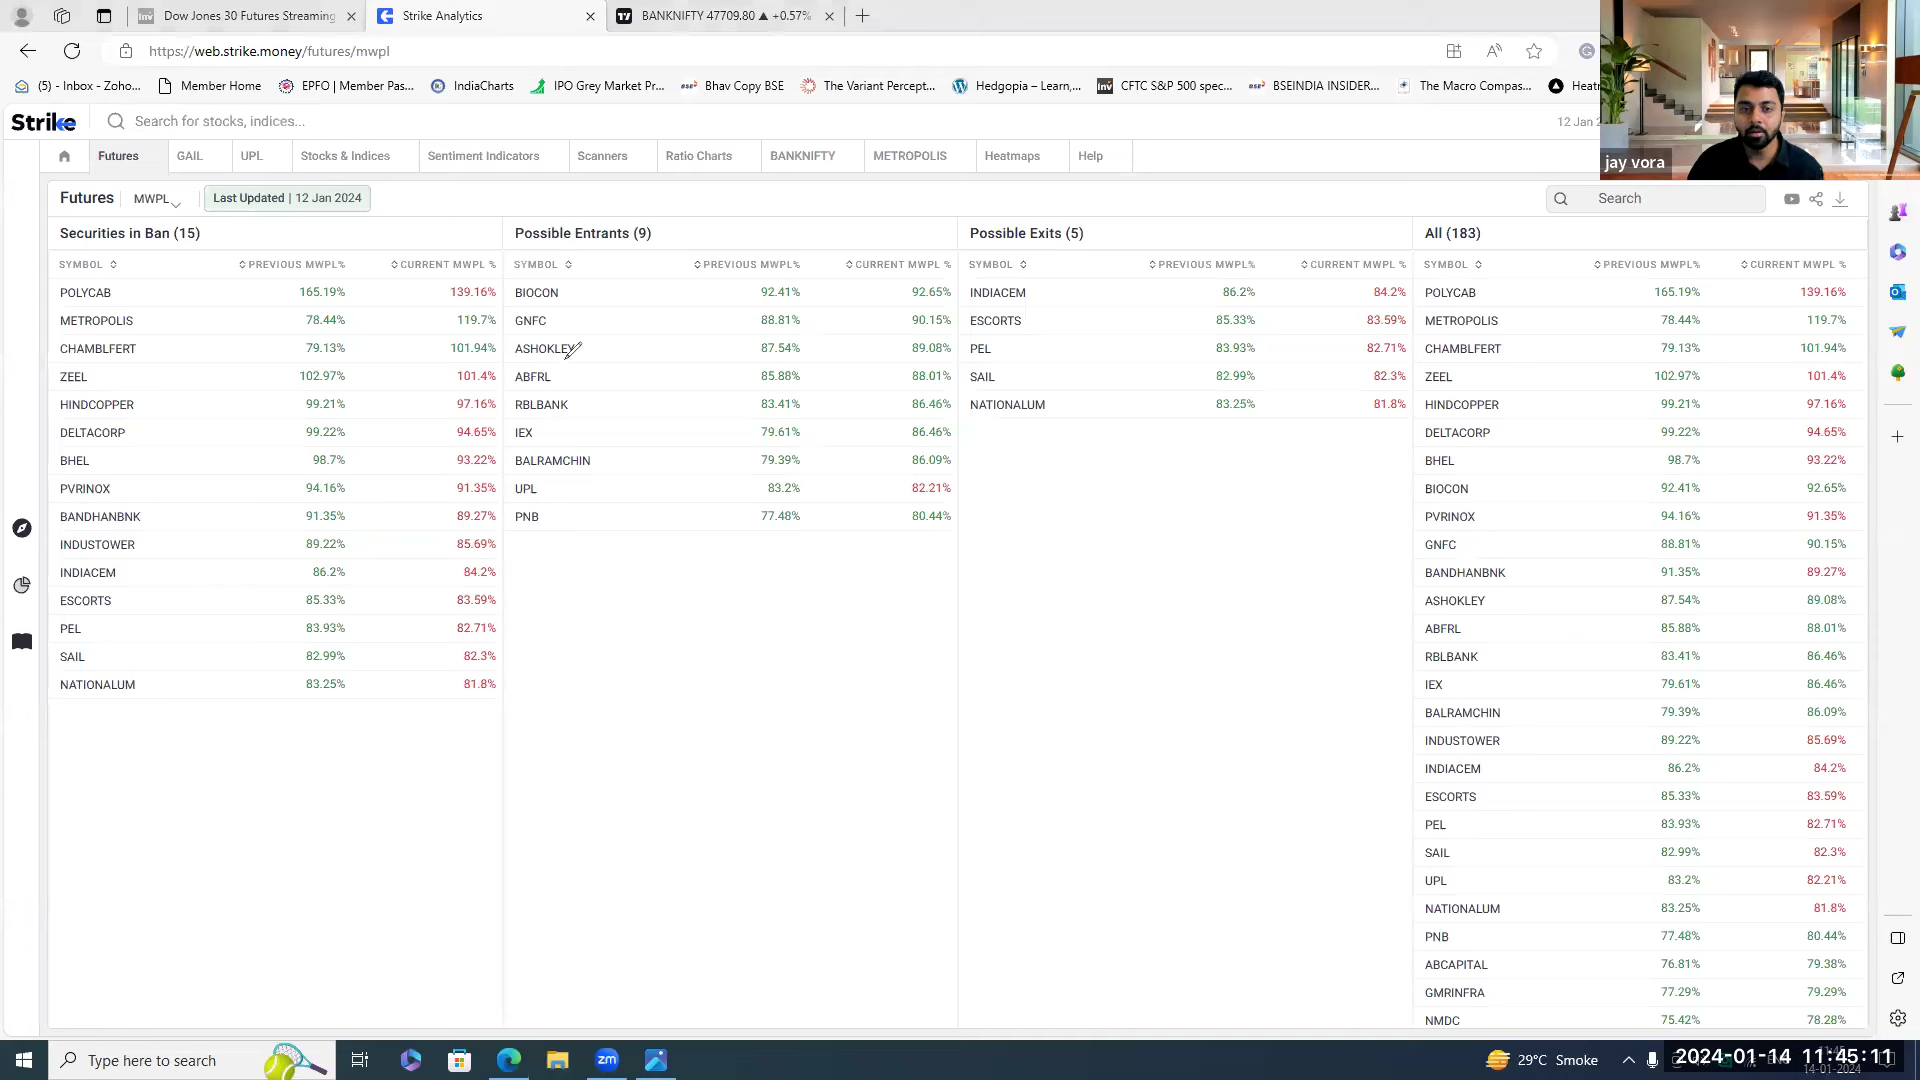 Dow Jones 30 Futures Streaming
Strike Analytics
BANKNIFTY 47709.80 ▲ +0.57%
https://web.strike.money/futures/mwpl
(5) - Inbox - Zoho...
Member Home
EPFO | Member Pas...
IndiaCharts
IPO Grey Market Pr...
Bhav Copy BSE
The Variant Percept...
Hedgopia – Learn,...
CFTC S&P 500 spec...
BSEINDIA INSIDER...
The Macro Compas...
Strike
Search for stocks, indices...
12 Jan
jay vora
Futures
GAIL
UPL
Stocks & Indices
Sentiment Indicators
Scanners
Ratio Charts
BANKNIFTY
METROPOLIS
Heatmaps
Help
Futures MWPL Last Updated | 12 Jan 2024
Search
Securities in Ban (15)
SYMBOL PREVIOUS MWPL% CURRENT MWPL %
POLYCAB 165.19% 139.16%
METROPOLIS 78.44% 119.7%
CHAMBLFERT 79.13% 101.94%
ZEEL 102.97% 101.4%
HINDCOPPER 99.21% 97.16%
DELTACORP 99.22% 94.65%
BHEL 98.7% 93.22%
PVRINOX 94.16% 91.35%
BANDHANBNK 91.35% 89.27%
INDUSTOWER 89.22% 85.69%
INDIACEM 86.2% 84.2%
ESCORTS 85.33% 83.59%
PEL 83.93% 82.71%
SAIL 82.99% 82.3%
NATIONALUM 83.25% 81.8%
Possible Entrants (9)
SYMBOL PREVIOUS MWPL% CURRENT MWPL %
BIOCON 92.41% 92.65%
GNFC 88.81% 90.15%
ASHOKLEY 87.54% 89.08%
ABFRL 85.88% 88.01%
RBLBANK 83.41% 86.46%
IEX 79.61% 86.46%
BALRAMCHIN 79.39% 86.09%
UPL 83.2% 82.21%
PNB 77.48% 80.44%
Possible Exits (5)
SYMBOL PREVIOUS MWPL% CURRENT MWPL %
INDIACEM 86.2% 84.2%
ESCORTS 85.33% 83.59%
PEL 83.93% 82.71%
SAIL 82.99% 82.3%
NATIONALUM 83.25% 81.8%
All (183)
SYMBOL PREVIOUS MWPL% CURRENT MWPL %
POLYCAB 165.19% 139.16%
METROPOLIS 78.44% 119.7%
CHAMBLFERT 79.13% 101.94%
ZEEL 102.97% 101.4%
HINDCOPPER 99.21% 97.16%
DELTACORP 99.22% 94.65%
BHEL 98.7% 93.22%
BIOCON 92.41% 92.65%
PVRINOX 94.16% 91.35%
GNFC 88.81% 90.15%
BANDHANBNK 91.35% 89.27%
ASHOKLEY 87.54% 89.08%
ABFRL 85.88% 88.01%
RBLBANK 83.41% 86.46%
IEX 79.61% 86.46%
BALRAMCHIN 79.39% 86.09%
INDUSTOWER 89.22% 85.69%
INDIACEM 86.2% 84.2%
ESCORTS 85.33% 83.59%
PEL 83.93% 82.71%
SAIL 82.99% 82.3%
UPL 83.2% 82.21%
NATIONALUM 83.25% 81.8%
PNB 77.48% 80.44%
ABCAPITAL 76.81% 79.38%
GMRINFRA 77.29% 79.29%
NMDC 75.42% 78.28%
Type here to search
29°C Smoke
2024-01-14 11:45:11
14-01-2024